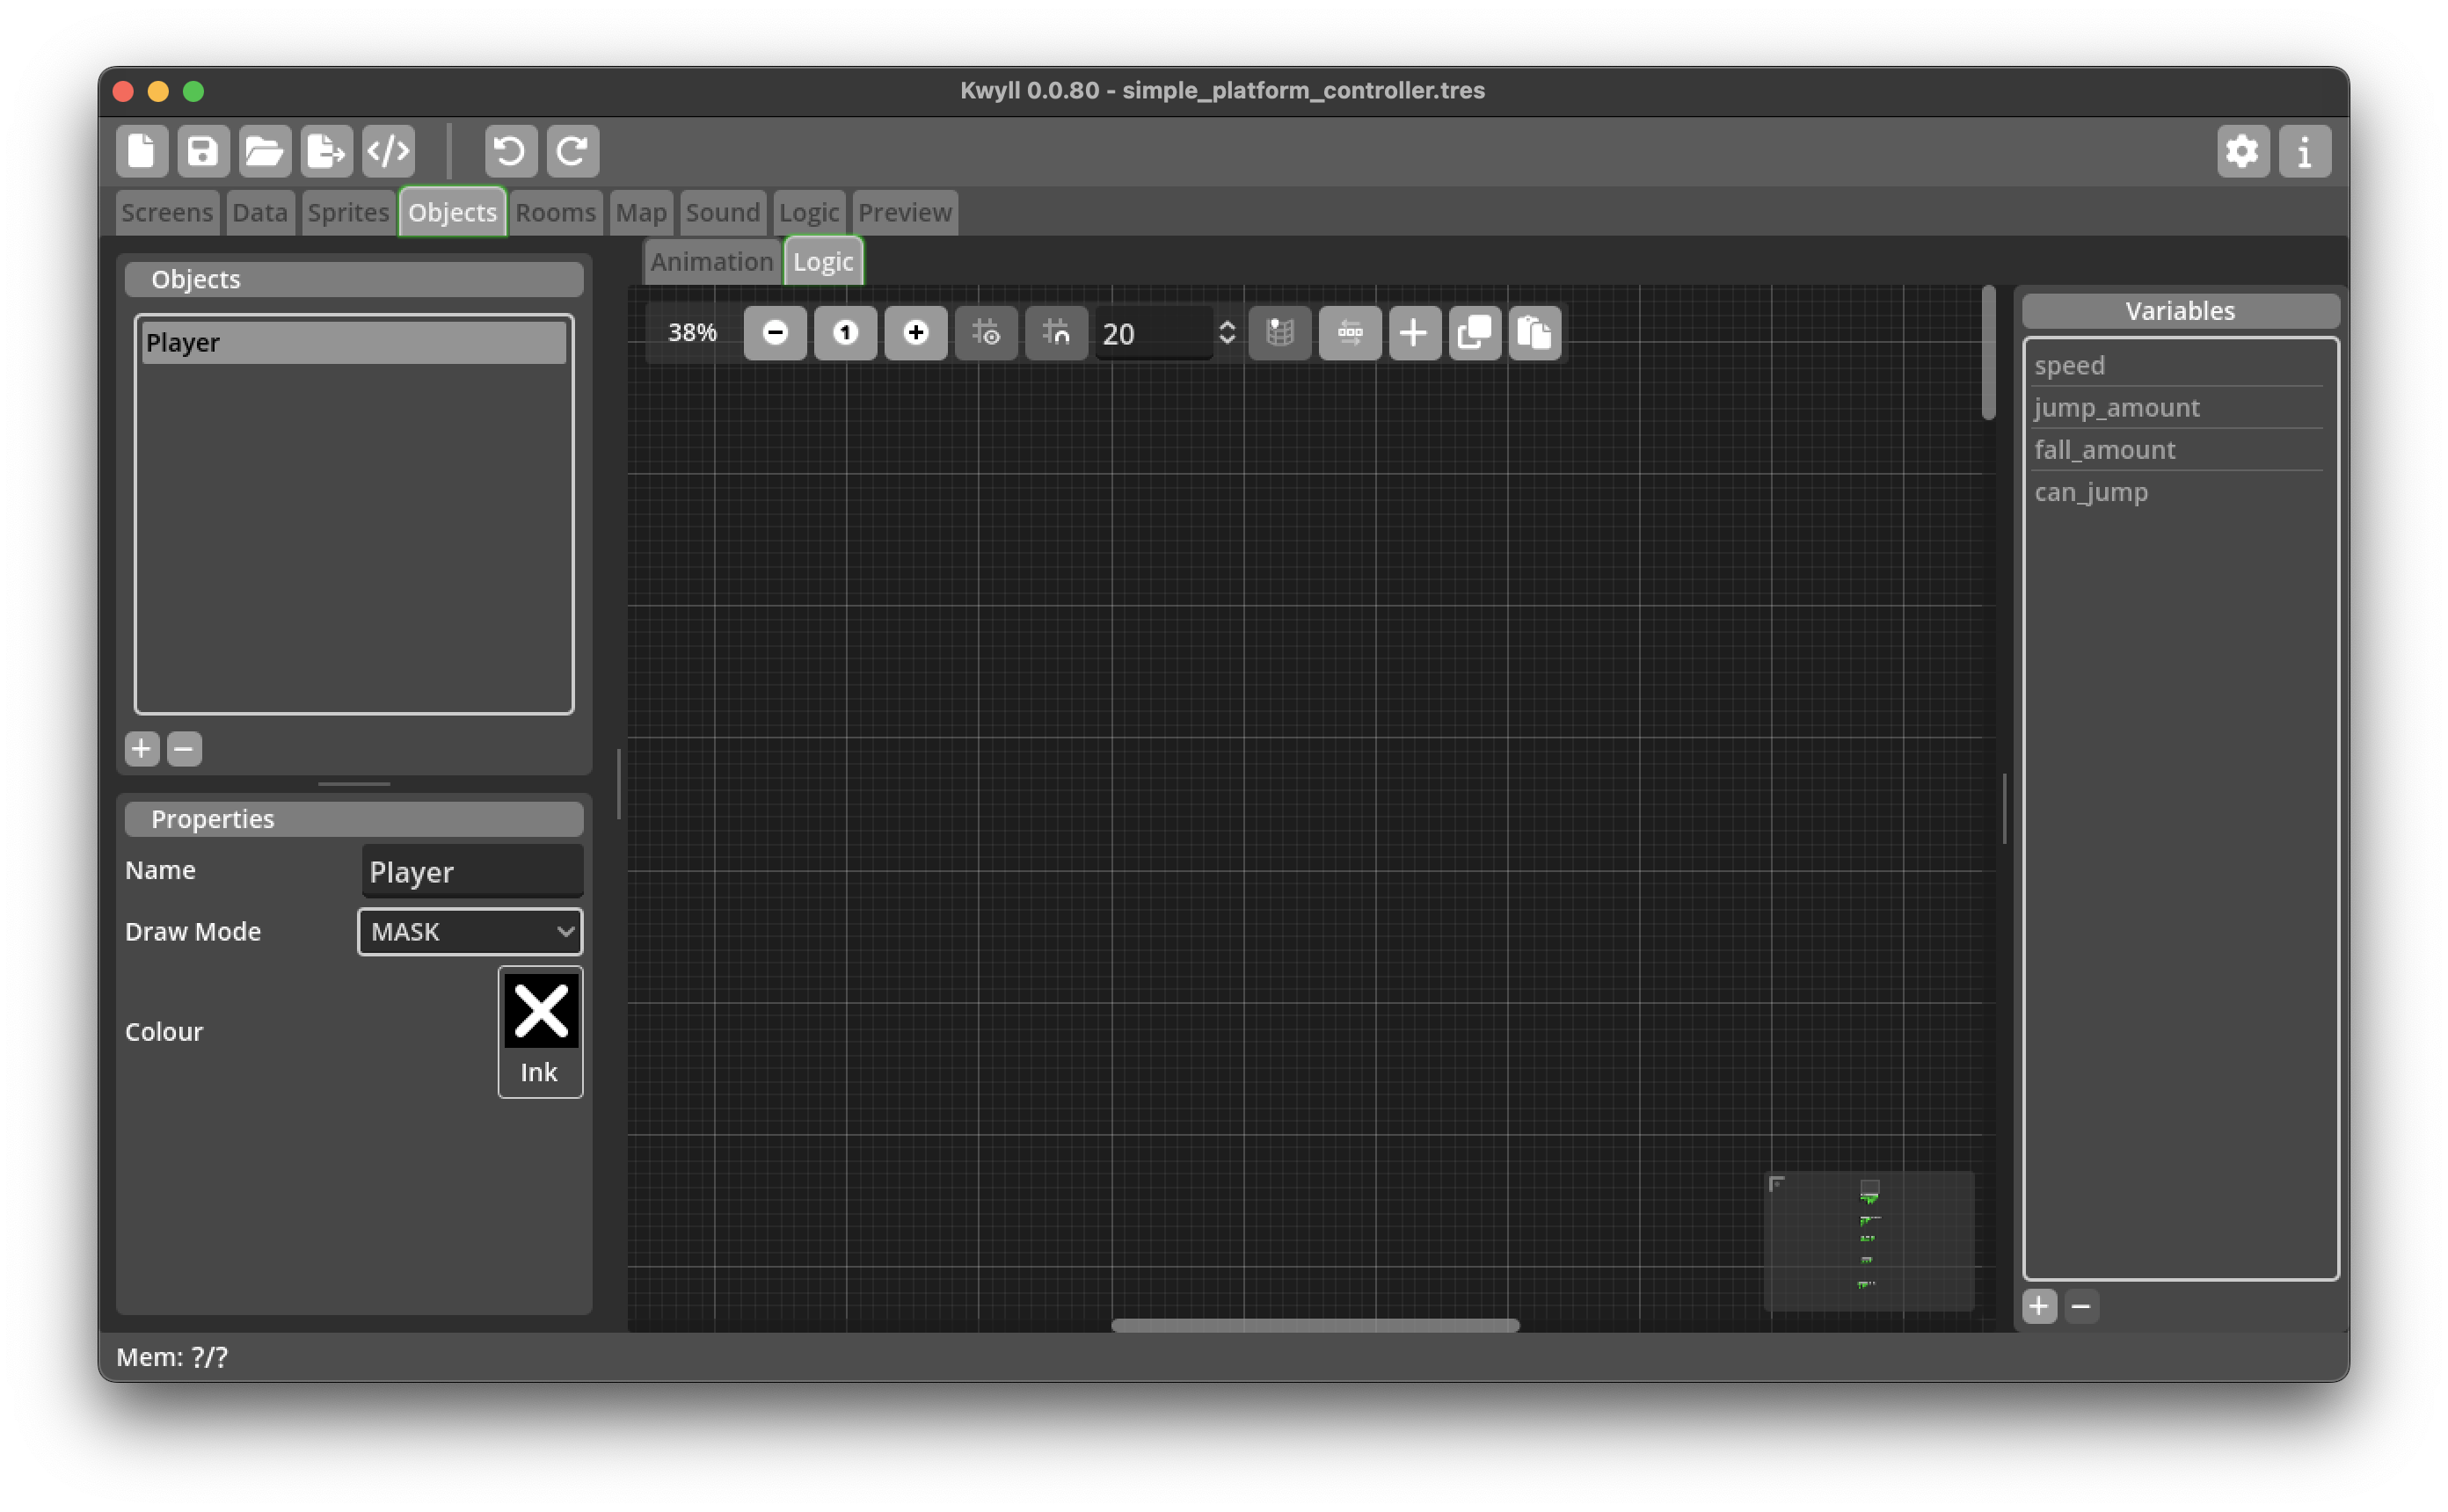 Kwyll 0.0.80 - simple_platform_controller.tres
Screens Data Sprites Objects Rooms Map Sound Logic Preview
Objects
Player
Properties
Name Player
Draw Mode MASK
Colour
Ink
Animation Logic
38% 1 20
Variables
speed
jump_amount
fall_amount
can_jump
Mem: ?/?